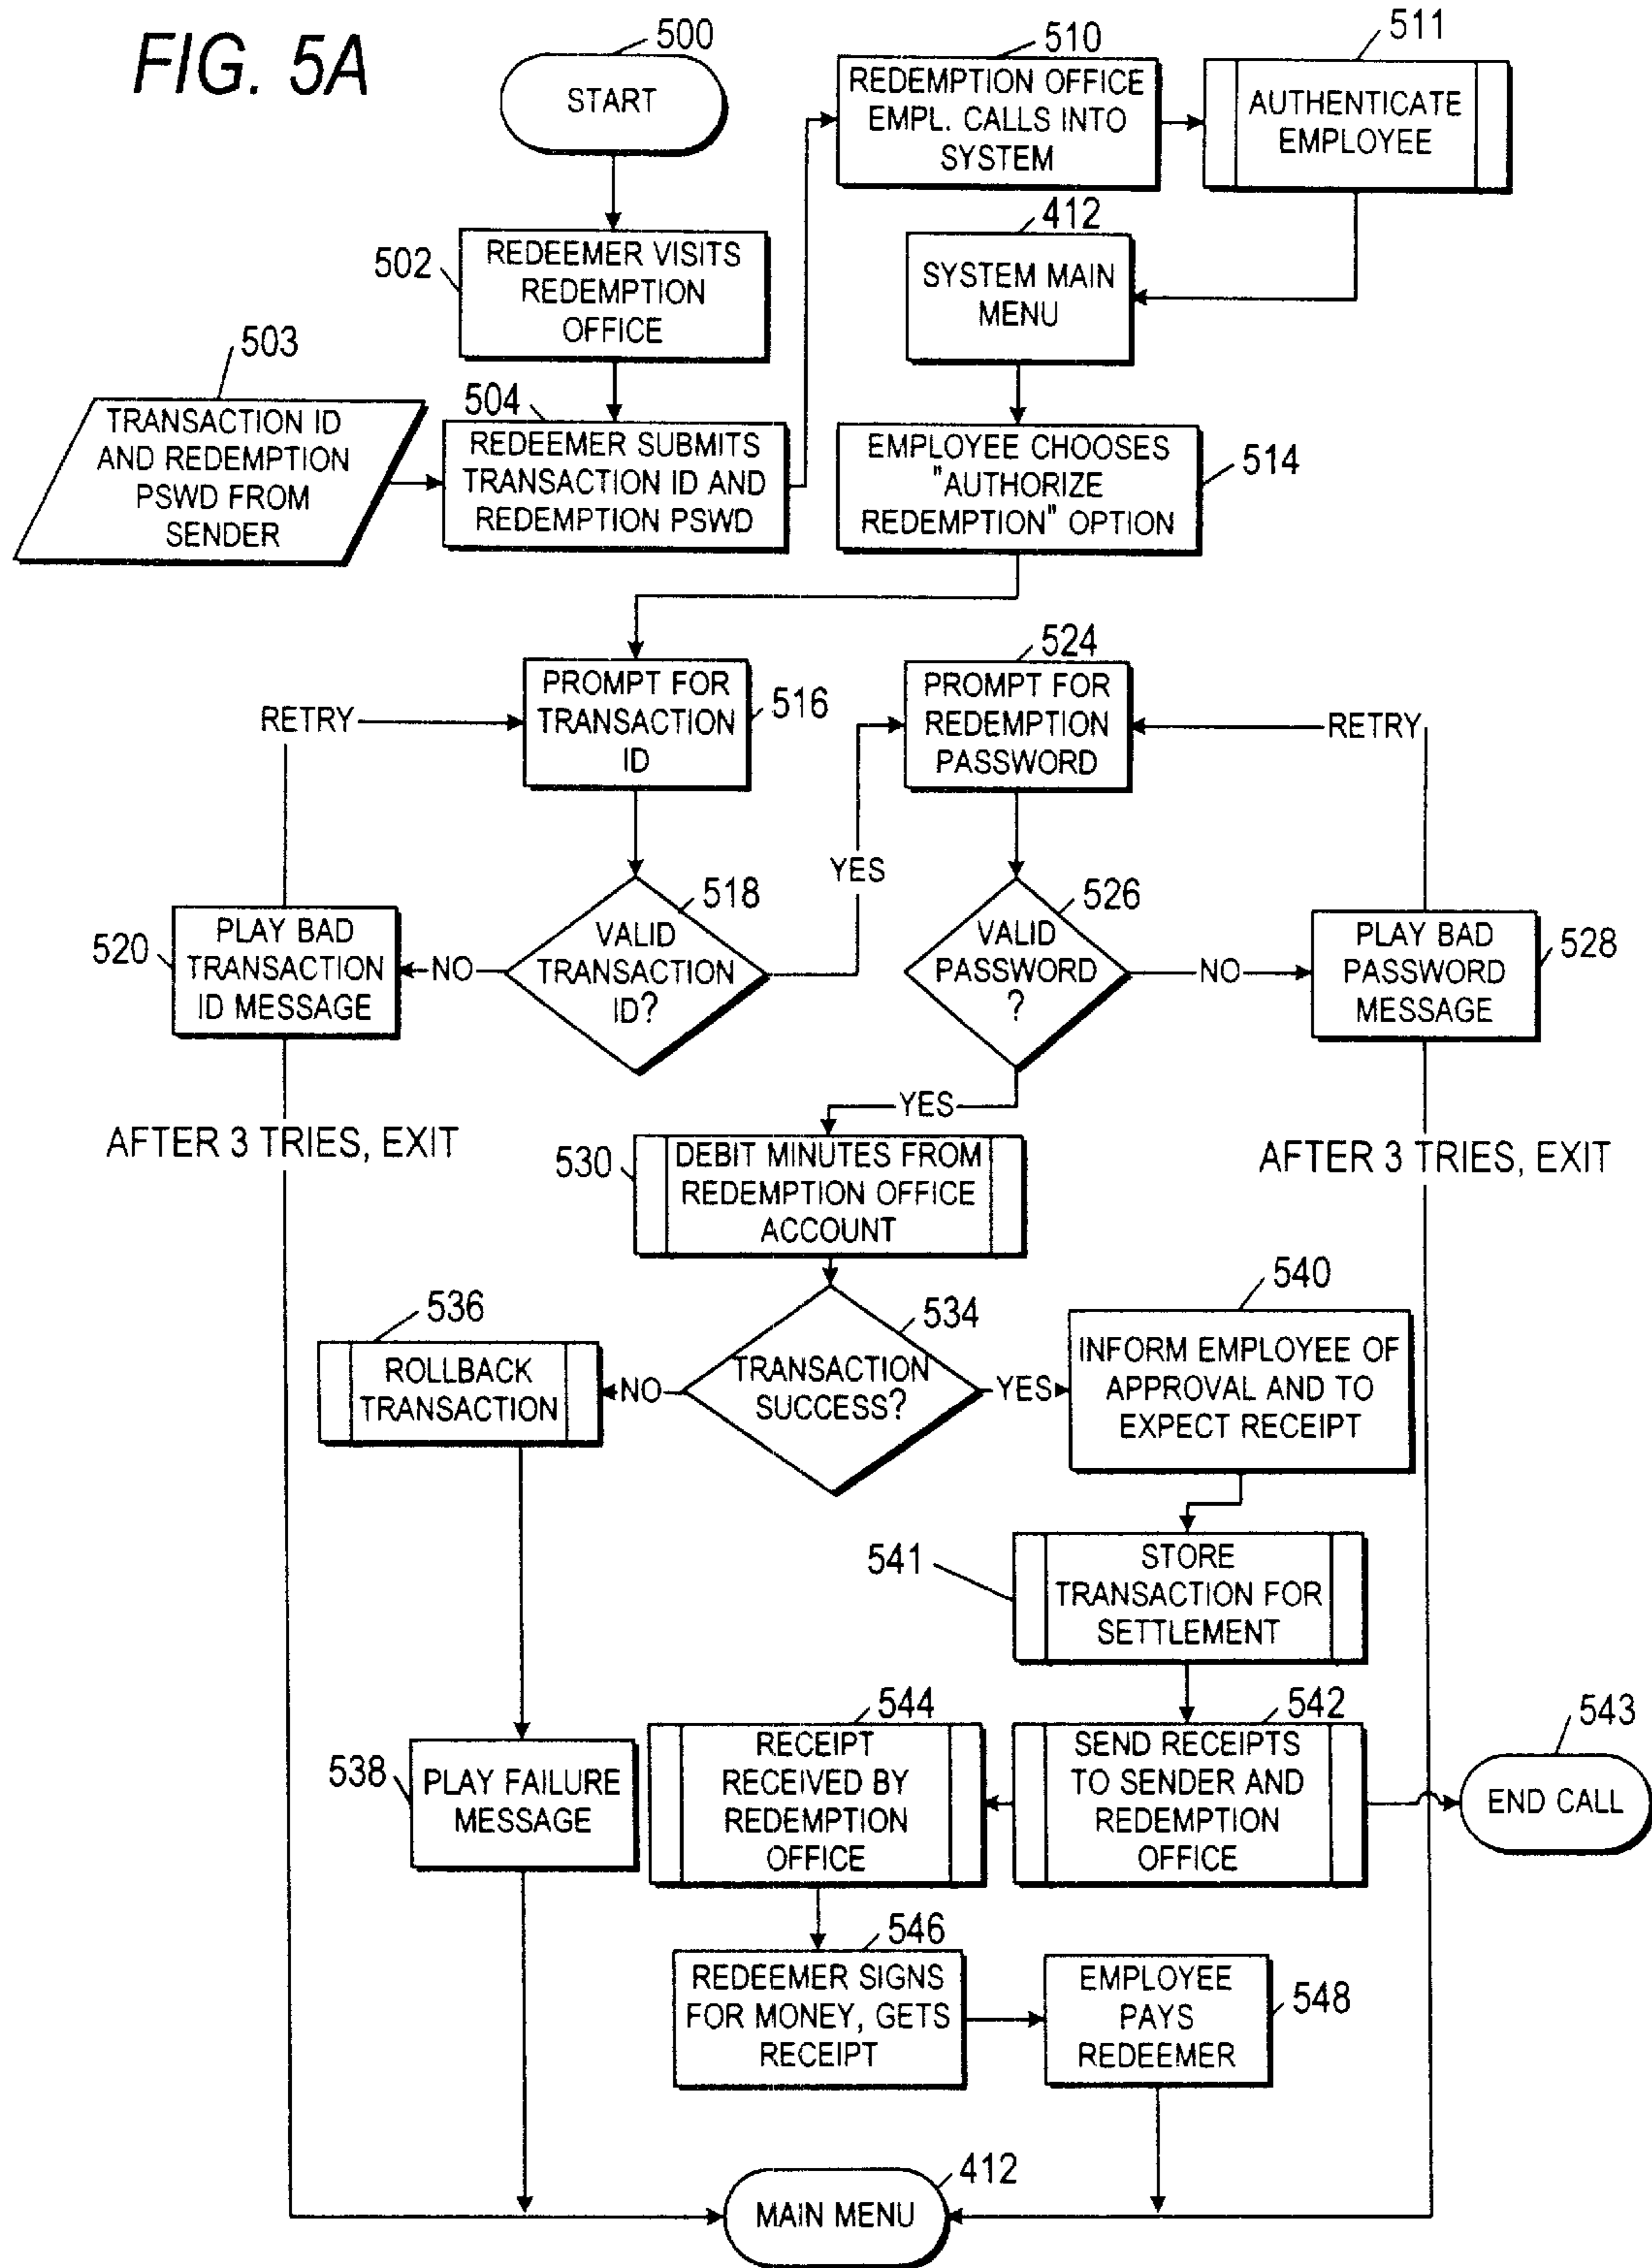 FIG. 5A
500
START
510
REDEMPTION OFFICE
EMPL. CALLS INTO
SYSTEM
511
AUTHENTICATE
EMPLOYEE
502
REDEEMER VISITS
REDEMPTION
OFFICE
412
SYSTEM MAIN
MENU
503
TRANSACTION ID
AND REDEMPTION
PSWD FROM
SENDER
504
REDEEMER SUBMITS
TRANSACTION ID AND
REDEMPTION PSWD
EMPLOYEE CHOOSES
"AUTHORIZE
REDEMPTION" OPTION
514
RETRY
PROMPT FOR
TRANSACTION
ID
516
524
PROMPT FOR
REDEMPTION
PASSWORD
RETRY
520
PLAY BAD
TRANSACTION
ID MESSAGE
NO
518
VALID
TRANSACTION
ID?
YES
526
VALID
PASSWORD
?
NO
PLAY BAD
PASSWORD
MESSAGE
528
YES
AFTER 3 TRIES, EXIT
AFTER 3 TRIES, EXIT
530
DEBIT MINUTES FROM
REDEMPTION OFFICE
ACCOUNT
536
ROLLBACK
TRANSACTION
NO
534
TRANSACTION
SUCCESS?
YES
540
INFORM EMPLOYEE OF
APPROVAL AND TO
EXPECT RECEIPT
541
STORE
TRANSACTION FOR
SETTLEMENT
538
PLAY FAILURE
MESSAGE
544
RECEIPT
RECEIVED BY
REDEMPTION
OFFICE
542
SEND RECEIPTS
TO SENDER AND
REDEMPTION
OFFICE
543
END CALL
546
REDEEMER SIGNS
FOR MONEY, GETS
RECEIPT
EMPLOYEE
PAYS
REDEEMER
548
412
MAIN MENU